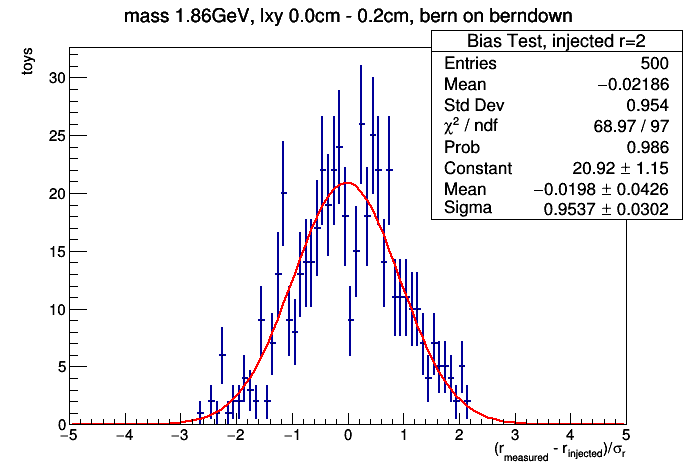 mass 1.86GeV, lxy 0.0cm - 0.2cm, bern on berndown
Bias Test, injected r=2
Entries 500
Mean −0.02186
Std Dev 0.954
χ² / ndf 68.97 / 97
Prob 0.986
Constant 20.92 ± 1.15
Mean −0.0198 ± 0.0426
Sigma 0.9537 ± 0.0302
toys
30
25
20
15
10
5
0
−5 −4 −3 −2 −1 0 1 2 3 4 5
(r_measured - r_injected)/σ_r